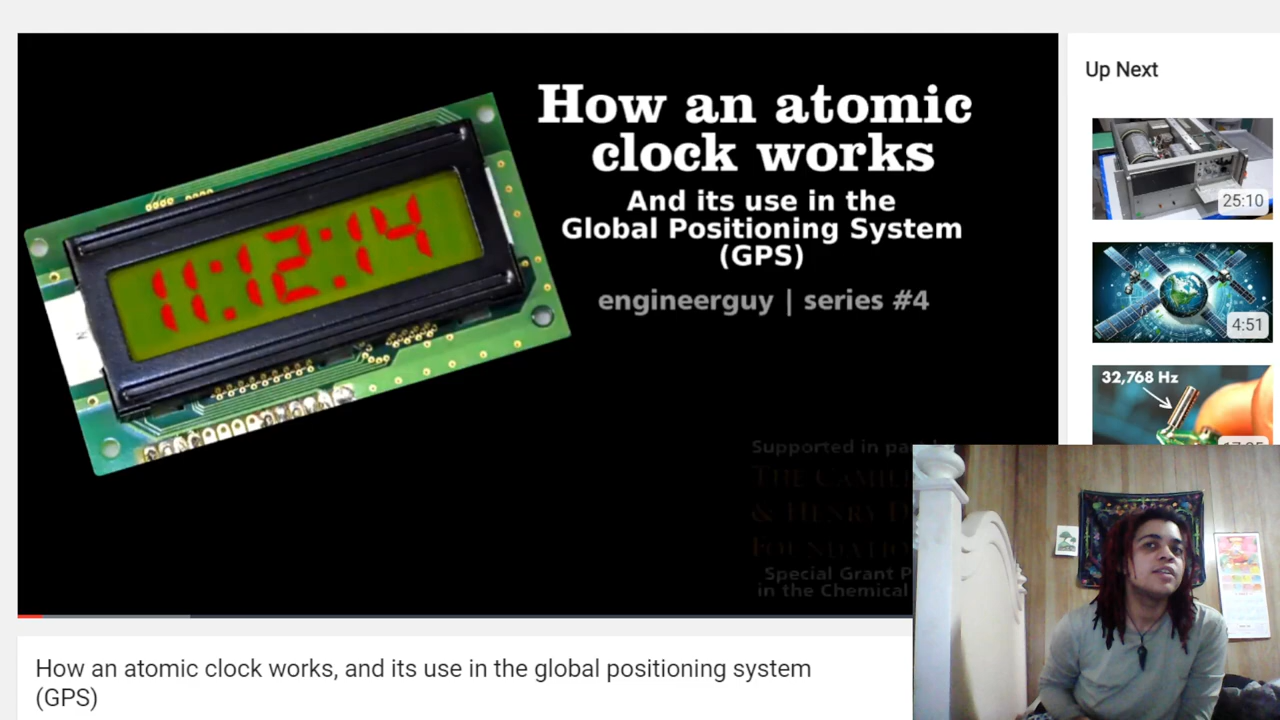 How an atomic
clock works
And its use in the
Global Positioning System
(GPS)
engineerguy | series #4
11:12:14
Supported in
& HENRY
Special Grant
in the Chemical
How an atomic clock works, and its use in the global positioning system
(GPS)
Up Next
25:10
4:51
32,768 Hz